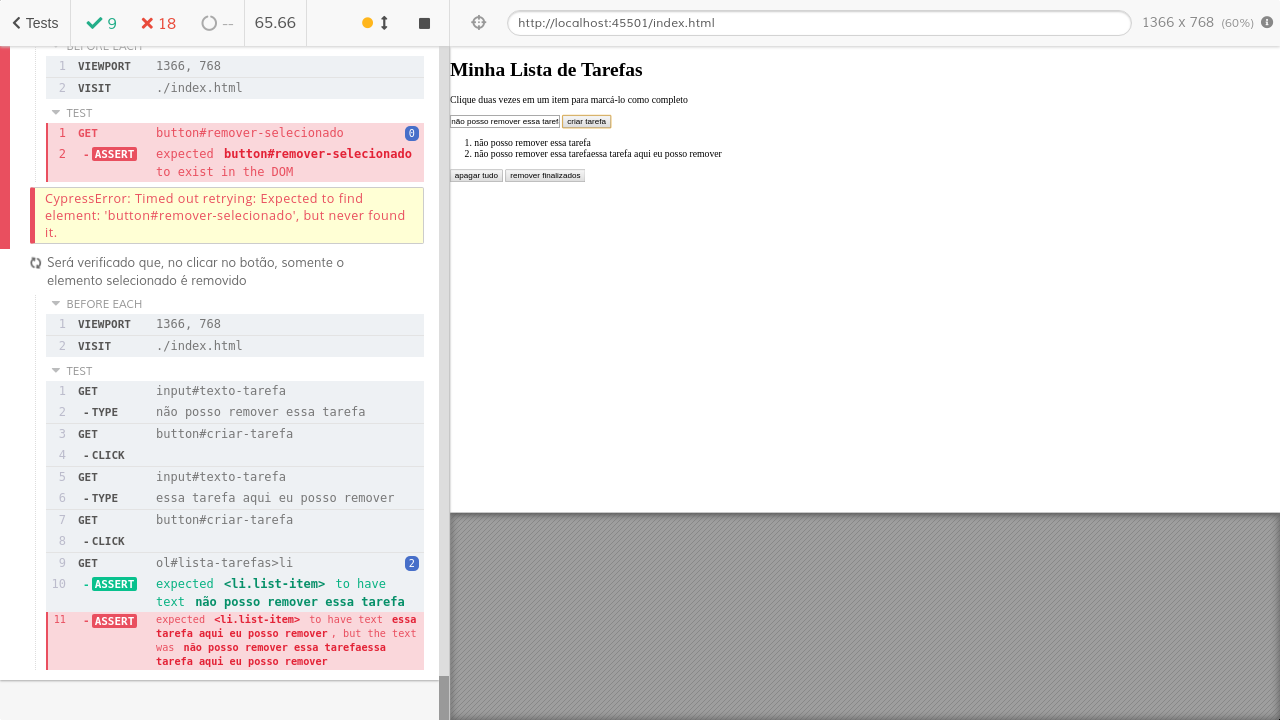 Tests
9
18
--
65.66
http://localhost:45501/index.html
1366 x 768 (60%)
BEFORE EACH
1 VIEWPORT 1366, 768
2 VISIT ./index.html
TEST
1 GET button#remover-selecionado 0
2 -ASSERT expected button#remover-selecionado
to exist in the DOM
CypressError: Timed out retrying: Expected to find
element: 'button#remover-selecionado', but never found
it.
Será verificado que, no clicar no botão, somente o
elemento selecionado é removido
BEFORE EACH
1 VIEWPORT 1366, 768
2 VISIT ./index.html
TEST
1 GET input#texto-tarefa
2 -TYPE não posso remover essa tarefa
3 GET button#criar-tarefa
4 -CLICK
5 GET input#texto-tarefa
6 -TYPE essa tarefa aqui eu posso remover
7 GET button#criar-tarefa
8 -CLICK
9 GET ol#lista-tarefas>li 2
10 -ASSERT expected <li.list-item> to have
text não posso remover essa tarefa
11 -ASSERT expected <li.list-item> to have text essa
tarefa aqui eu posso remover, but the text
was não posso remover essa tarefaessa
tarefa aqui eu posso remover
Minha Lista de Tarefas
Clique duas vezes em um item para marcá-lo como completo
não posso remover essa taref criar tarefa
1. não posso remover essa tarefa
2. não posso remover essa tarefaessa tarefa aqui eu posso remover
apagar tudo remover finalizados